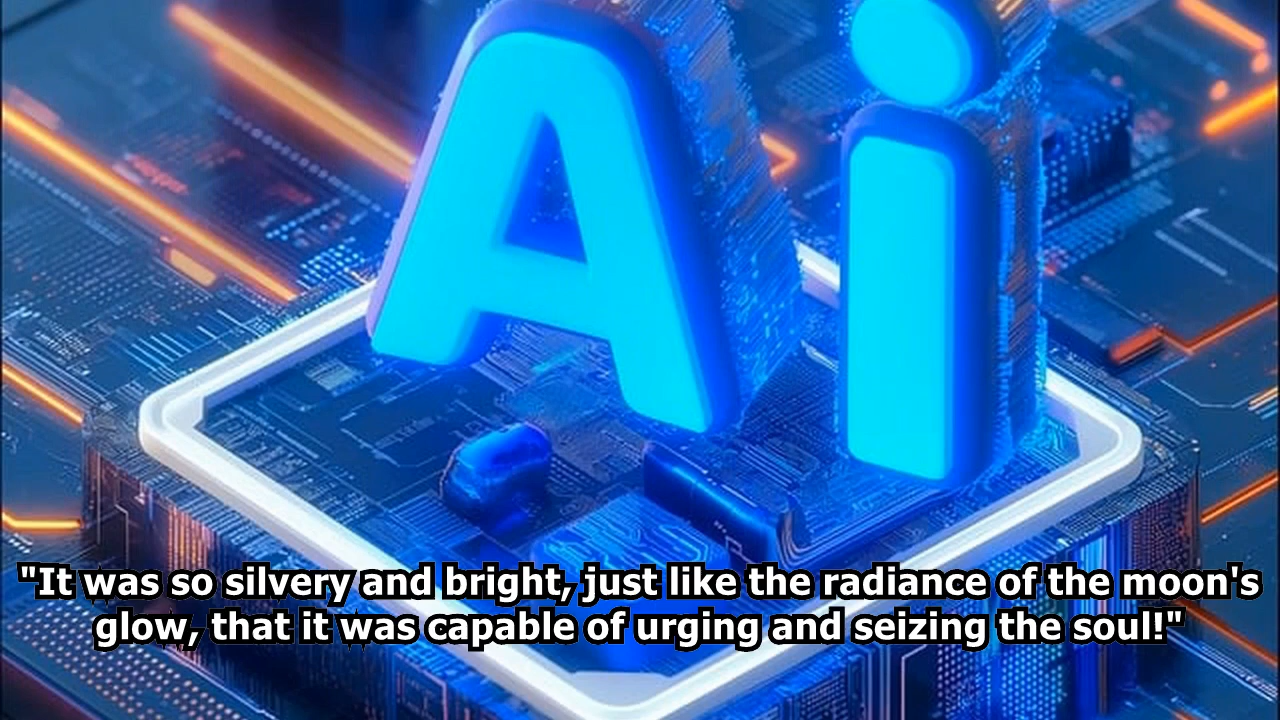 Ai
"It was so silvery and bright, just like the radiance of the moon's
glow, that it was capable of urging and seizing the soul!"